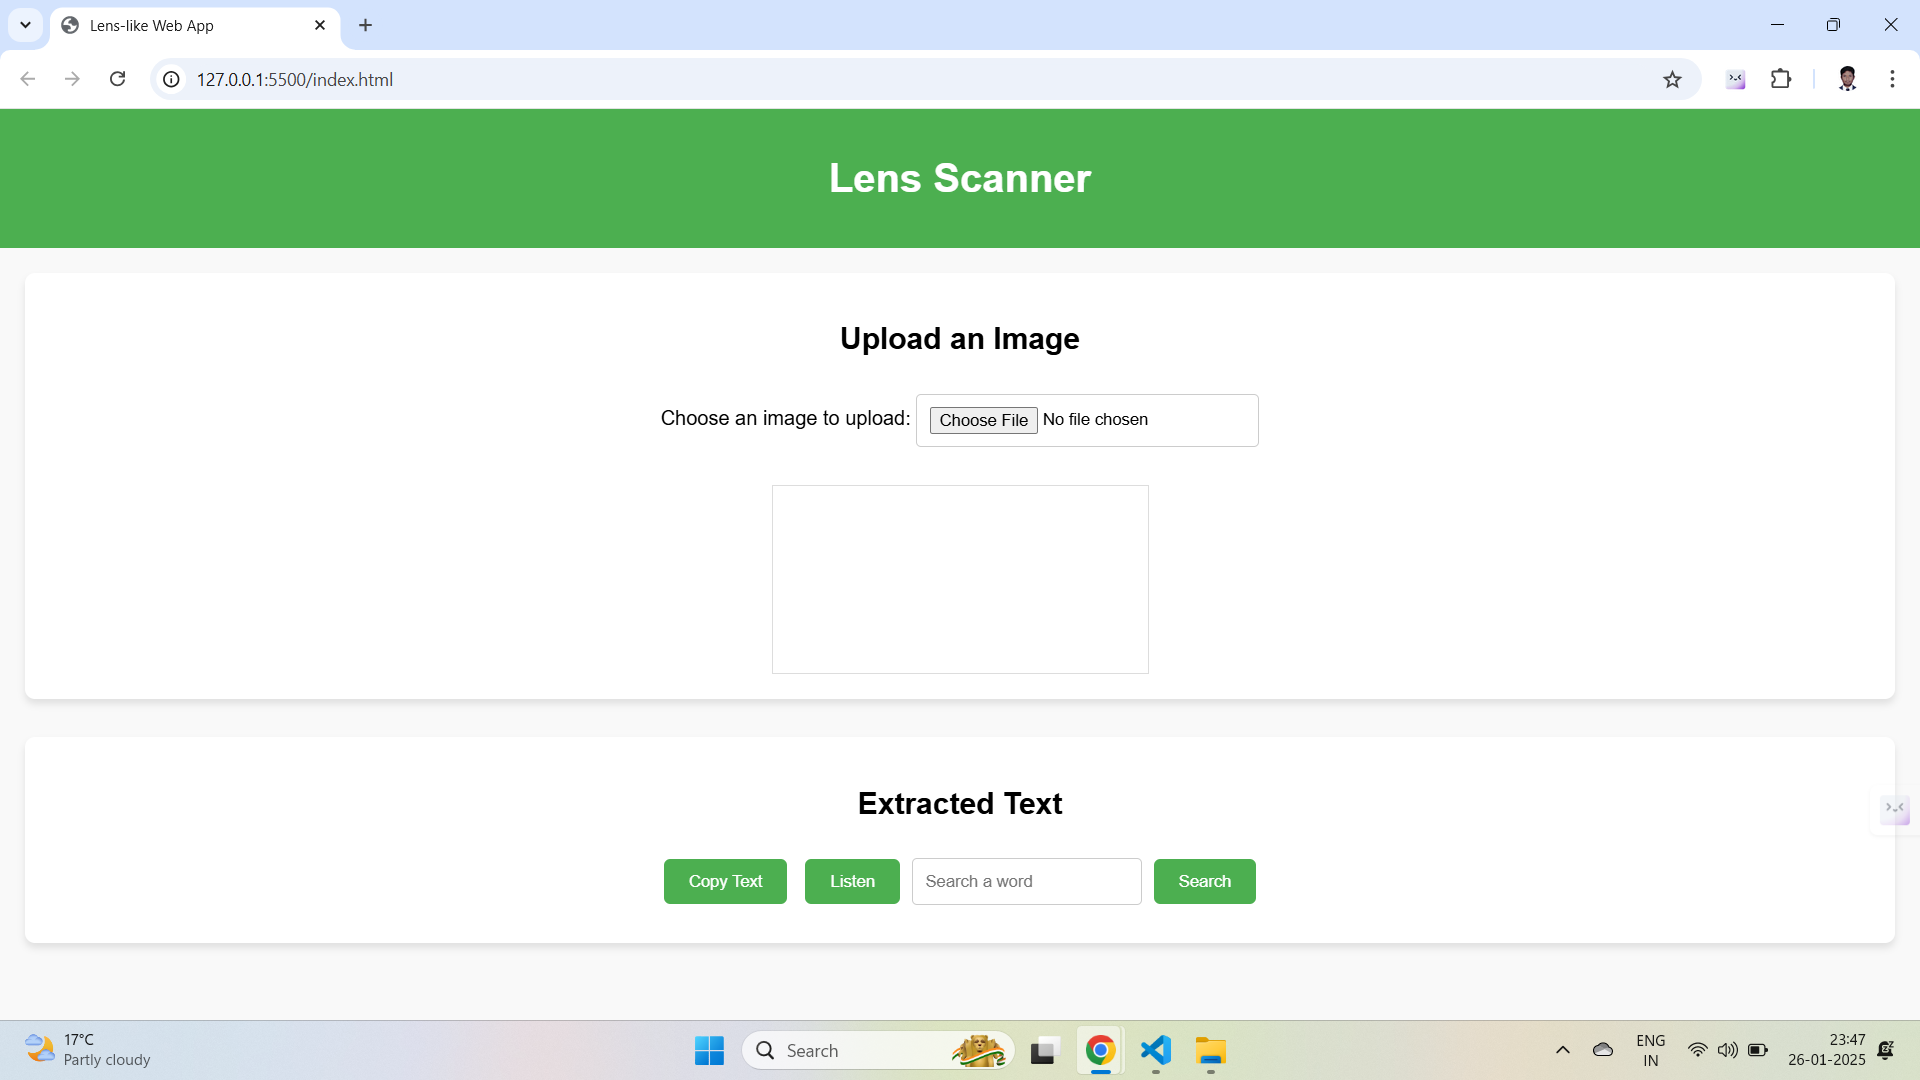 Lens-like Web App
127.0.0.1:5500/index.html
Lens Scanner
Upload an Image
Choose an image to upload: Choose File No file chosen
Extracted Text
Copy Text Listen Search a word Search
17°C
Partly cloudy
Search
ENG
IN
23:47
26-01-2025